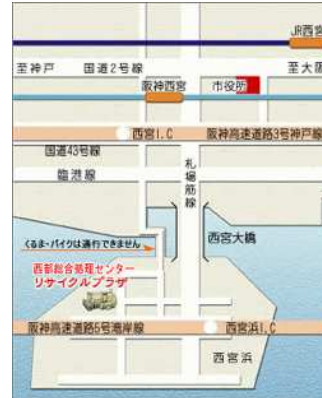 JR西宮
至神戸
国道2号線
至大阪
阪神西宮
市役所
西宮I.C
阪神高速道路3号神戸線
国道43号線
札場筋線
臨港線
西宮大橋
くるま・バイクは通行できません
西部総合処理センター
リサイクルプラザ
阪神高速道路5号湾岸線
西宮浜I.C
西宮浜